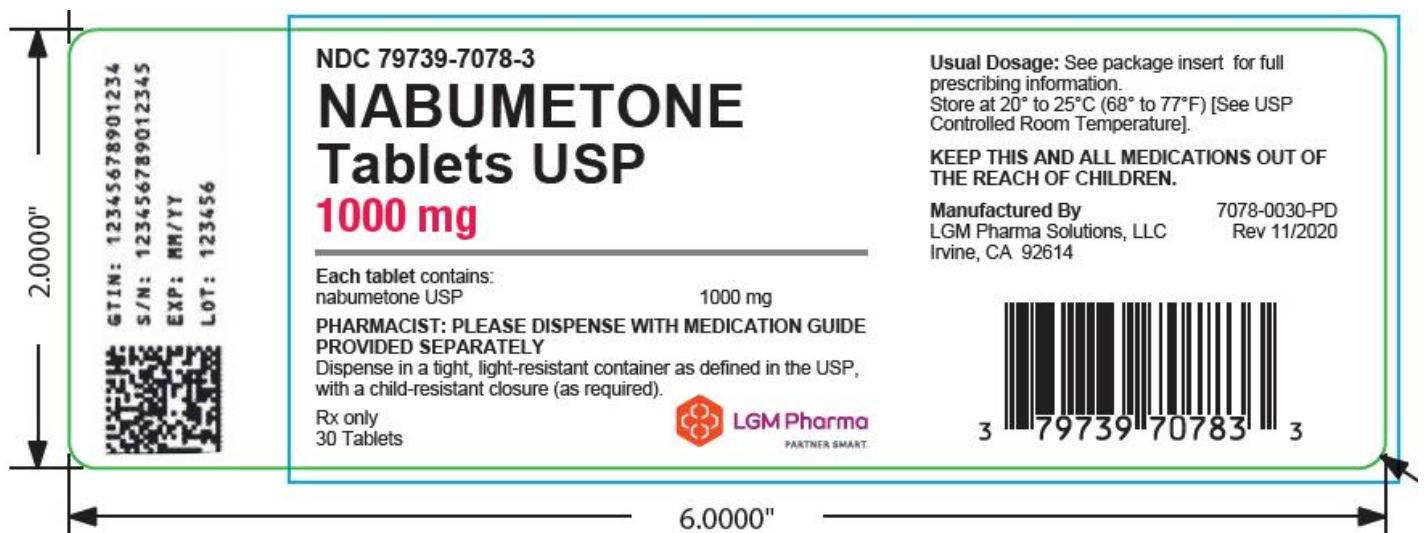 2.0000"
GTIN: 12345678901234
S/N: 123456789012345
EXP: MM/YY
LOT: 123456
NDC 79739-7078-3
NABUMETONE
Tablets USP
1000 mg
Each tablet contains:
nabumetone USP 1000 mg
PHARMACIST: PLEASE DISPENSE WITH MEDICATION GUIDE
PROVIDED SEPARATELY
Dispense in a tight, light-resistant container as defined in the USP,
with a child-resistant closure (as required).
Rx only
30 Tablets
LGM Pharma
PARTNER SMART.
Usual Dosage: See package insert for full
prescribing information.
Store at 20° to 25°C (68° to 77°F) [See USP
Controlled Room Temperature].
KEEP THIS AND ALL MEDICATIONS OUT OF
THE REACH OF CHILDREN.
Manufactured By 7078-0030-PD
LGM Pharma Solutions, LLC Rev 11/2020
Irvine, CA 92614
3 79739 70783 3
6.0000"